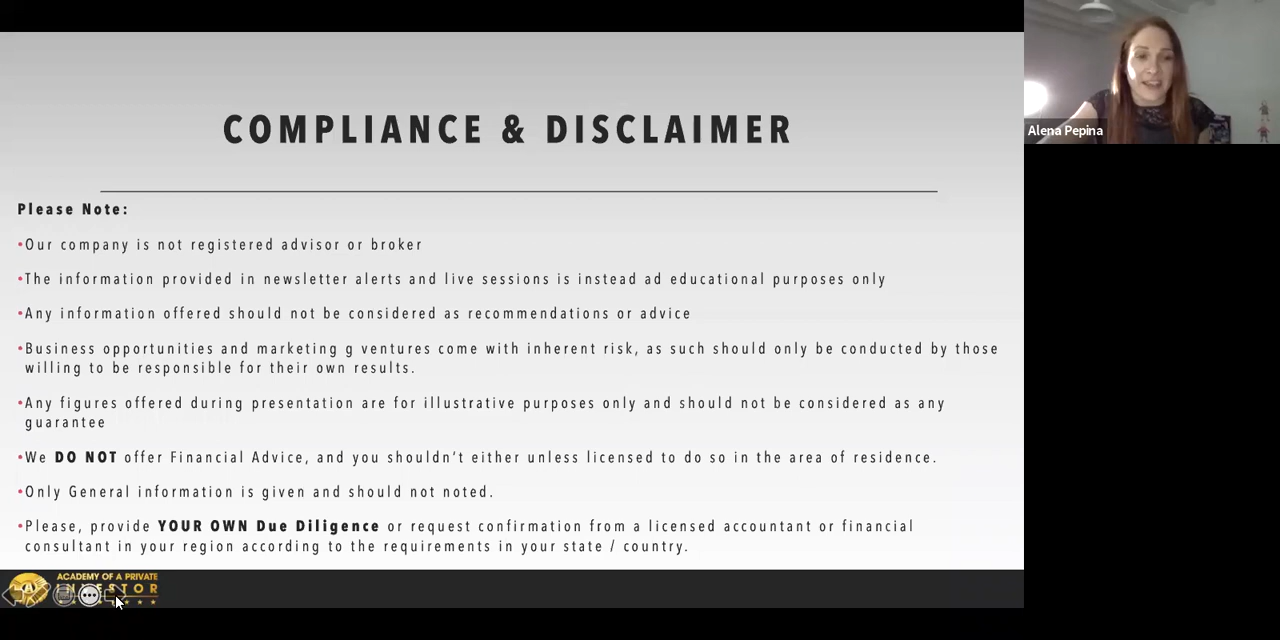 COMPLIANCE & DISCLAIMER
Alena Pepina
Please Note:
•Our company is not registered advisor or broker
•The information provided in newsletter alerts and live sessions is instead ad educational purposes only
•Any information offered should not be considered as recommendations or advice
•Business opportunities and marketing g ventures come with inherent risk, as such should only be conducted by those
willing to be responsible for their own results.
•Any figures offered during presentation are for illustrative purposes only and should not be considered as any
guarantee
•We DO NOT offer Financial Advice, and you shouldn’t either unless licensed to do so in the area of residence.
•Only General information is given and should not noted.
•Please, provide YOUR OWN Due Diligence or request confirmation from a licensed accountant or financial
consultant in your region according to the requirements in your state / country.
ACADEMY OF A PRIVATE
INVESTOR